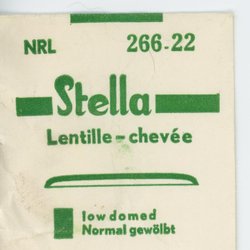 NRL 266-22
Stella
Lentille-chevée
low domed
Normal gewölbt